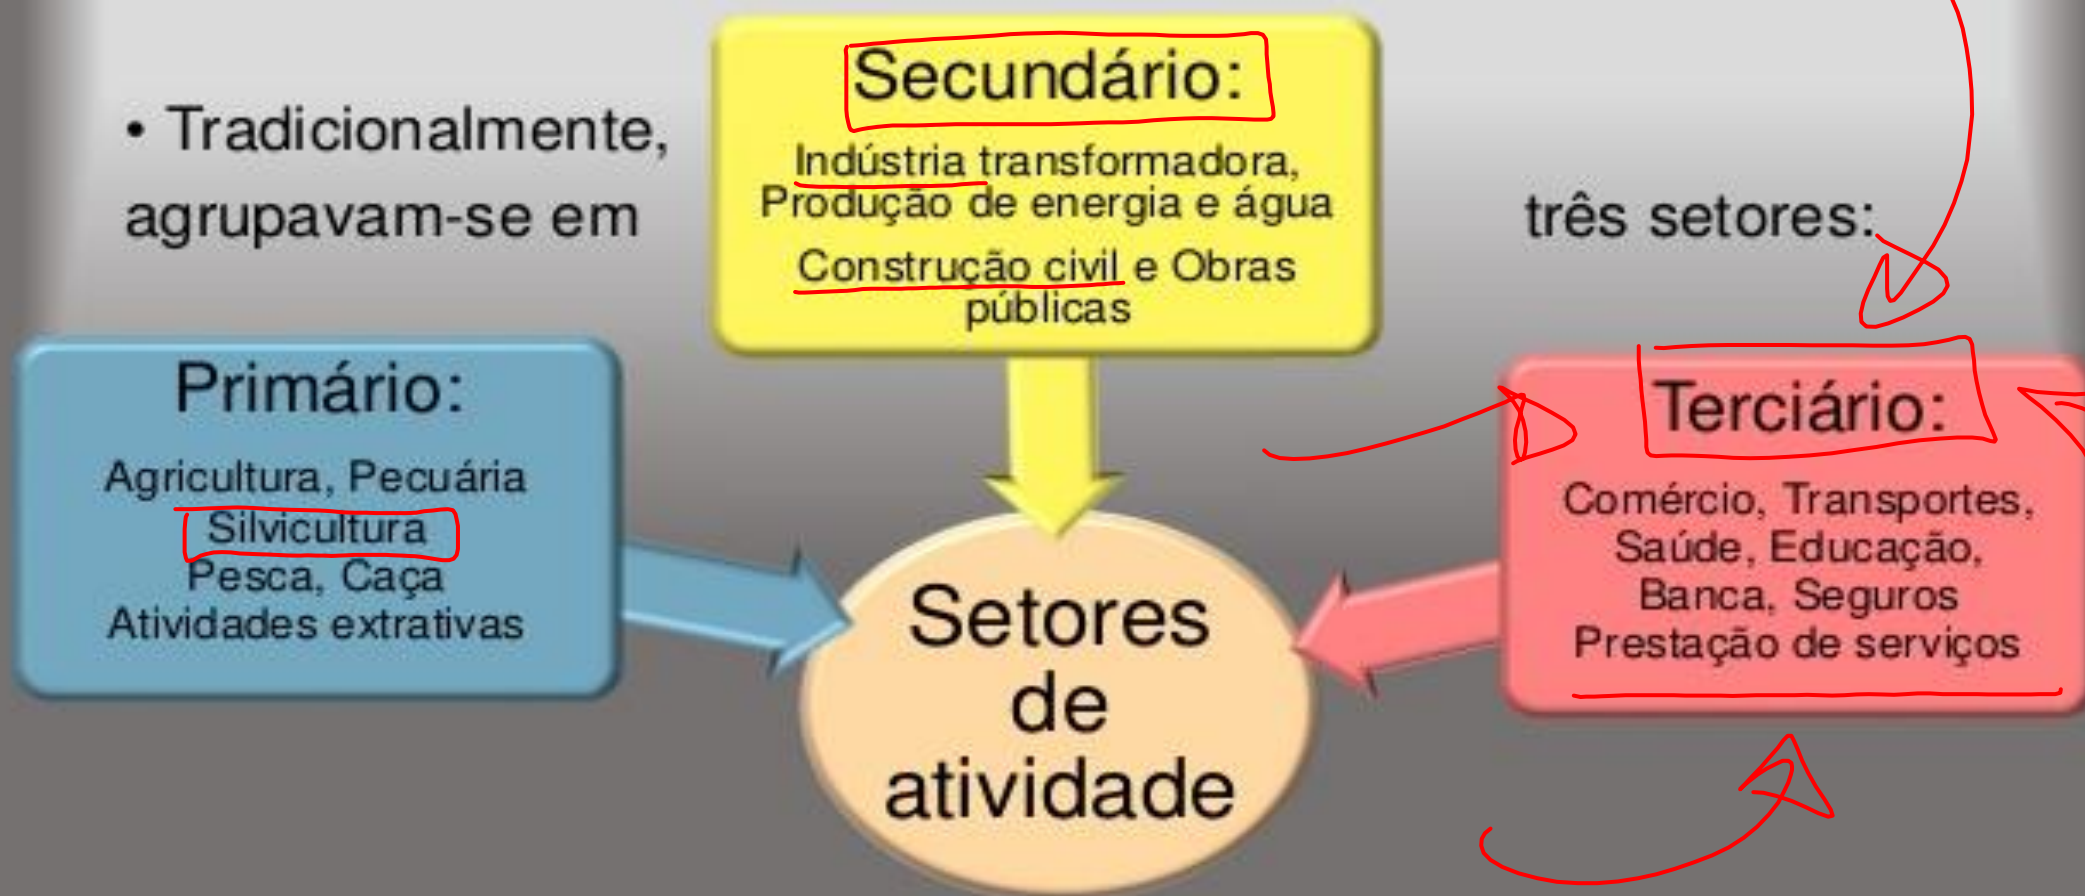 • Tradicionalmente,
agrupavam-se em
Secundário:
Indústria transformadora,
Produção de energia e água
Construção civil e Obras
públicas
três setores:
Primário:
Agricultura, Pecuária
Silvicultura
Pesca, Caça
Atividades extrativas
Terciário:
Comércio, Transportes,
Saúde, Educação,
Banca, Seguros
Prestação de serviços
Setores
de
atividade